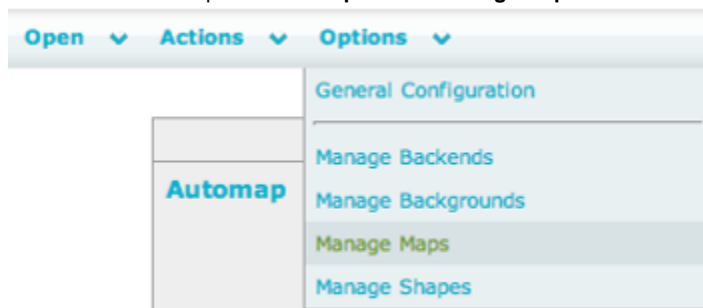 Open Actions Options
General Configuration
Manage Backends
Automap
Manage Backgrounds
Manage Maps
Manage Shapes